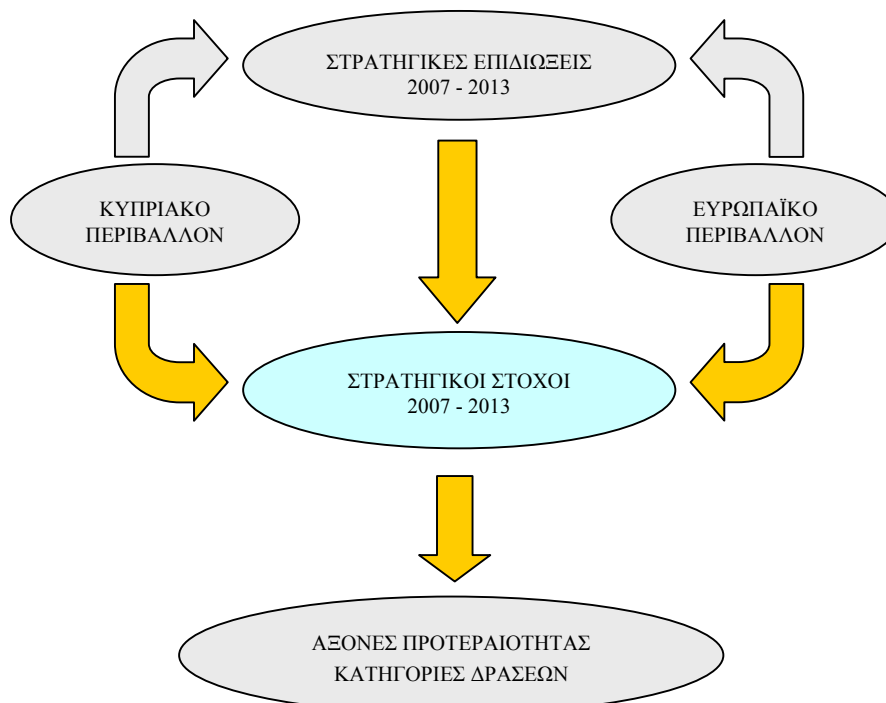 ΣΤΡΑΤΗΓΙΚΕΣ ΕΠΙΔΙΩΞΕΙΣ
2007 - 2013
ΚΥΠΡΙΑΚΟ
ΠΕΡΙΒΑΛΛΟΝ
ΕΥΡΩΠΑΪΚΟ
ΠΕΡΙΒΑΛΛΟΝ
ΣΤΡΑΤΗΓΙΚΟΙ ΣΤΟΧΟΙ
2007 - 2013
ΑΞΟΝΕΣ ΠΡΟΤΕΡΑΙΟΤΗΤΑΣ
ΚΑΤΗΓΟΡΙΕΣ ΔΡΑΣΕΩΝ